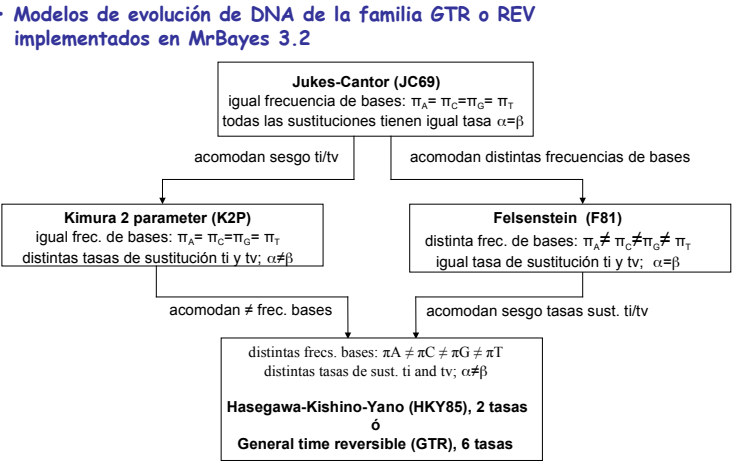 • Modelos de evolución de DNA de la familia GTR o REV
implementados en MrBayes 3.2
Jukes-Cantor (JC69)
igual frecuencia de bases: πA= πC=πG= πT
todas las sustituciones tienen igual tasa α=β
acomodan sesgo ti/tv
acomodan distintas frecuencias de bases
Kimura 2 parameter (K2P)
igual frec. de bases: πA= πC=πG= πT
distintas tasas de sustitución ti y tv; α≠β
Felsenstein (F81)
distinta frec. de bases: πA≠ πC≠πG≠ πT
igual tasa de sustitución ti y tv; α=β
acomodan ≠ frec. bases
acomodan sesgo tasas sust. ti/tv
distintas frecs. bases: πA ≠ πC ≠ πG ≠ πT
distintas tasas de sust. ti and tv; α≠β
Hasegawa-Kishino-Yano (HKY85), 2 tasas
ó
General time reversible (GTR), 6 tasas